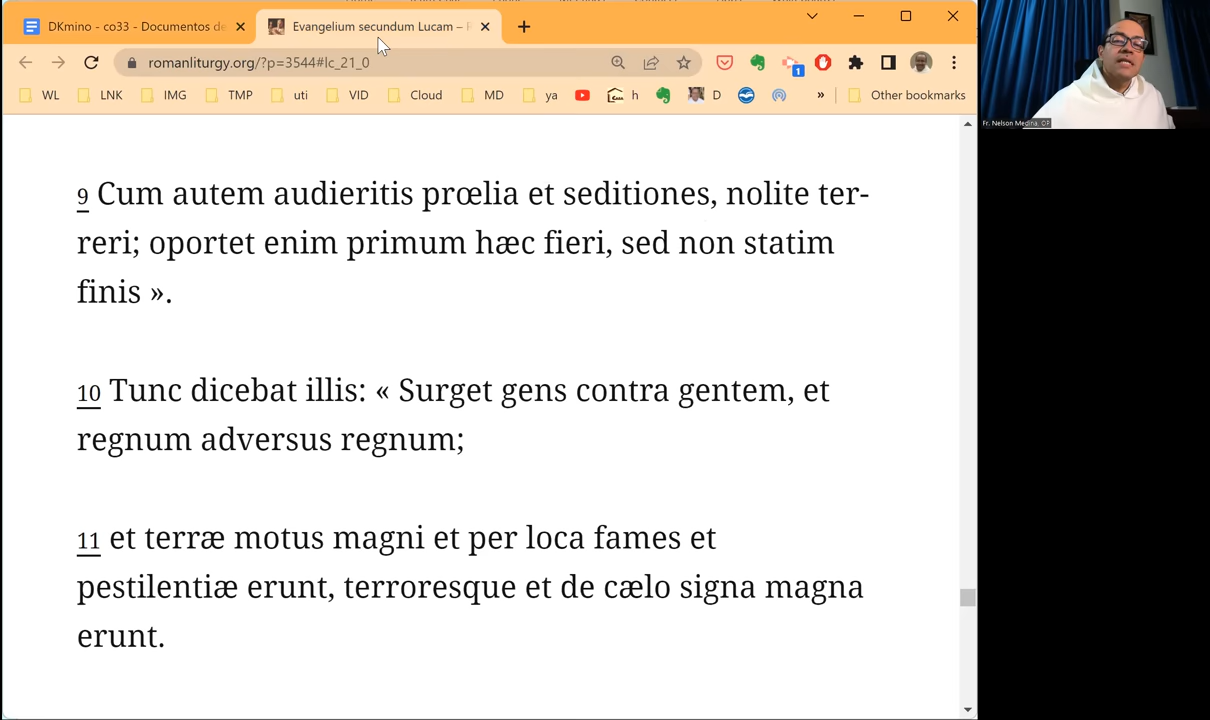 DKmino - co33 - Documentos de
Evangelium secundum Lucam – R
romanliturgy.org/?p=3544#lc_21_0
1
WL LNK IMG TMP uti VID Cloud MD ya h D » Other bookmarks
Fr. Nelson Medina, OP
9 Cum autem audieritis prœlia et seditiones, nolite ter-
reri; oportet enim primum hæc fieri, sed non statim
finis ».
10 Tunc dicebat illis: « Surget gens contra gentem, et
regnum adversus regnum;
11 et terræ motus magni et per loca fames et
pestilentiæ erunt, terroresque et de cælo signa magna
erunt.